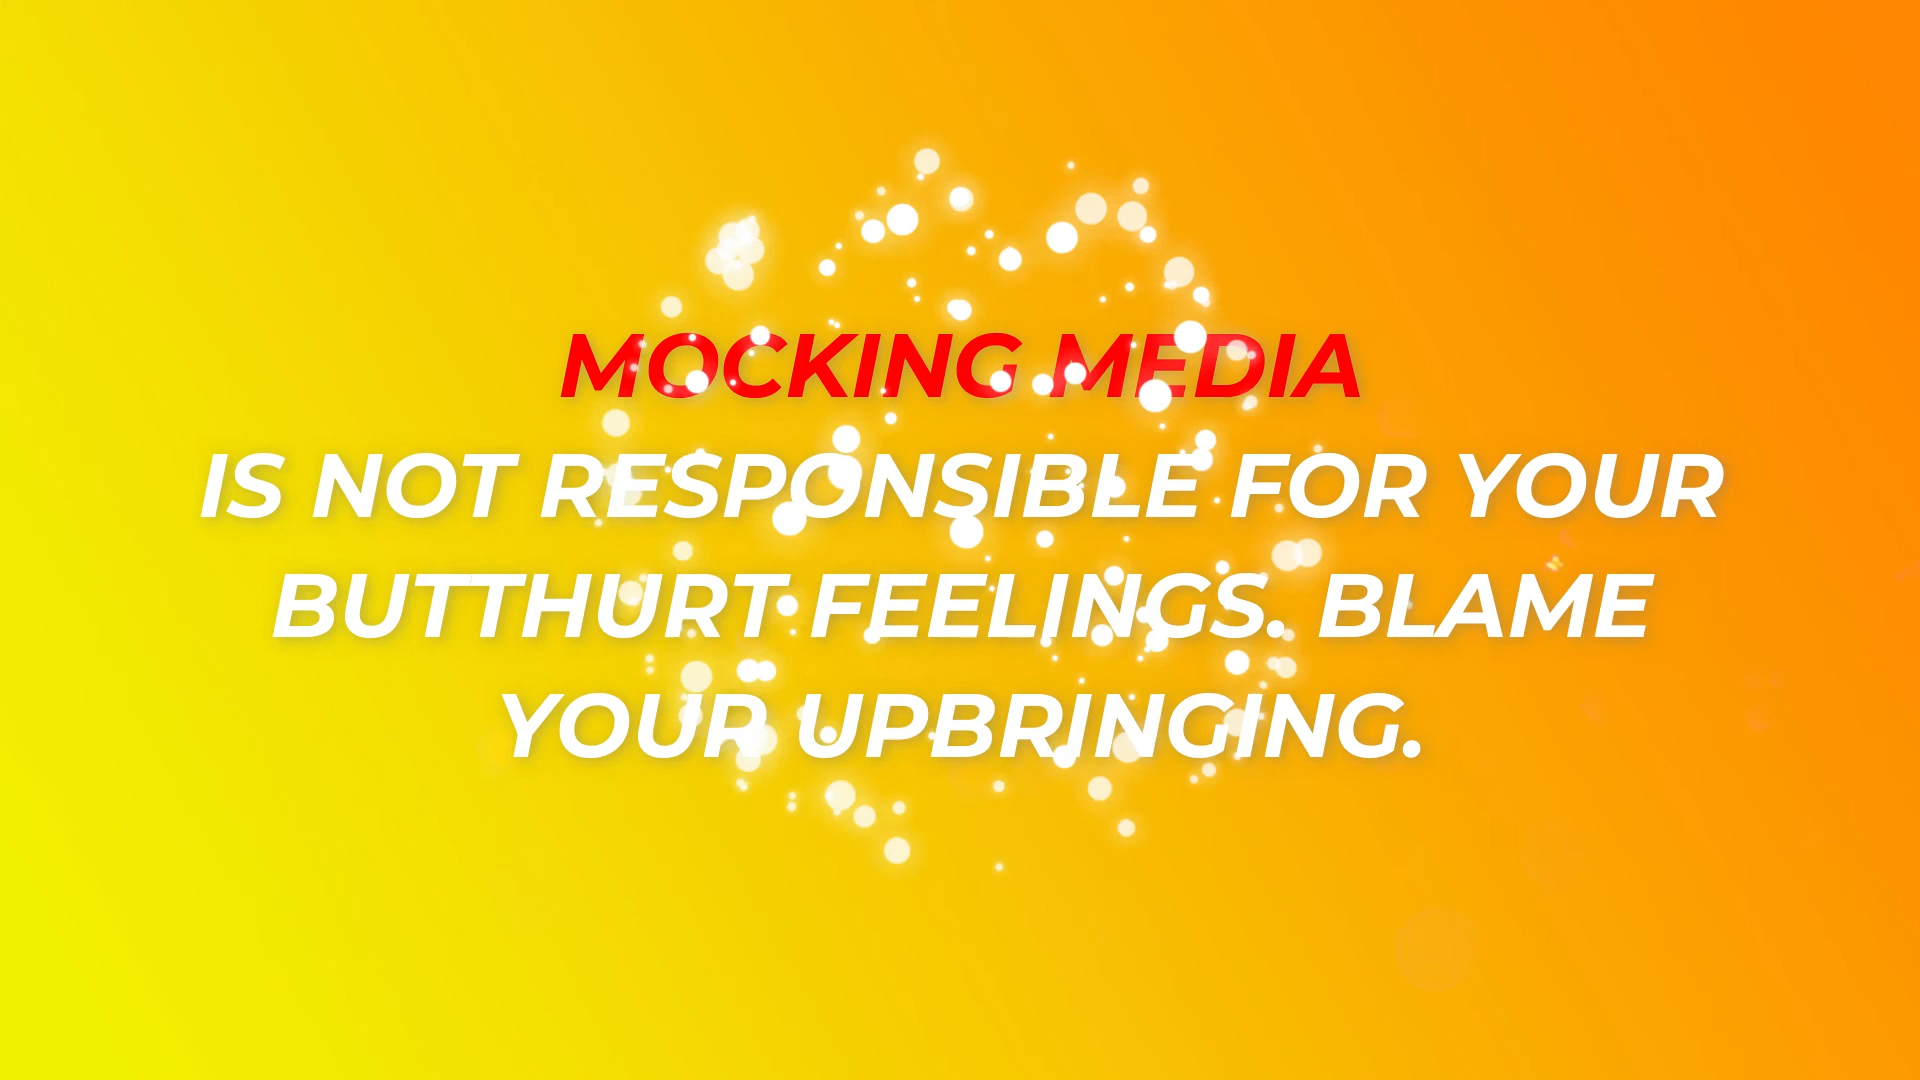 MOCKING MEDIA
IS NOT RESPONSIBLE FOR YOUR
BUTTHURT FEELINGS. BLAME
YOUR UPBRINGING.